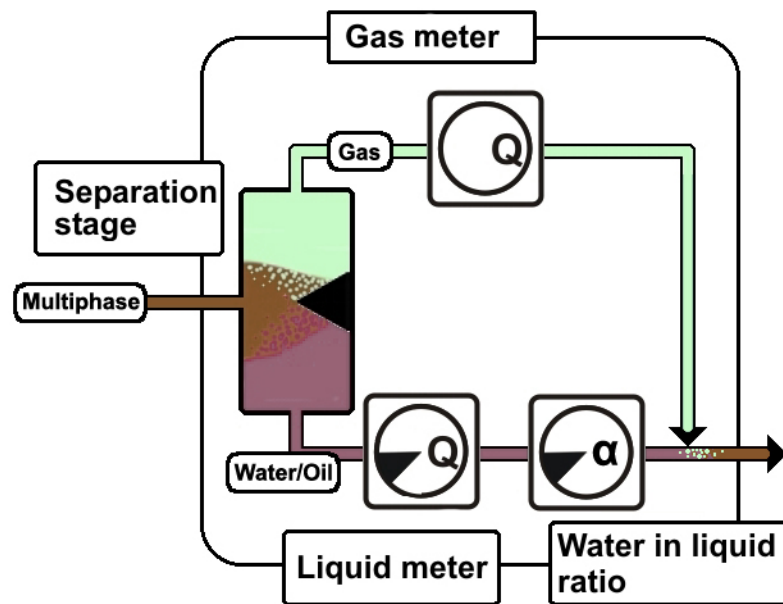 Gas meter
Gas
Q
Separation
stage
Multiphase
Q
α
Water/Oil
Liquid meter
Water in liquid
ratio